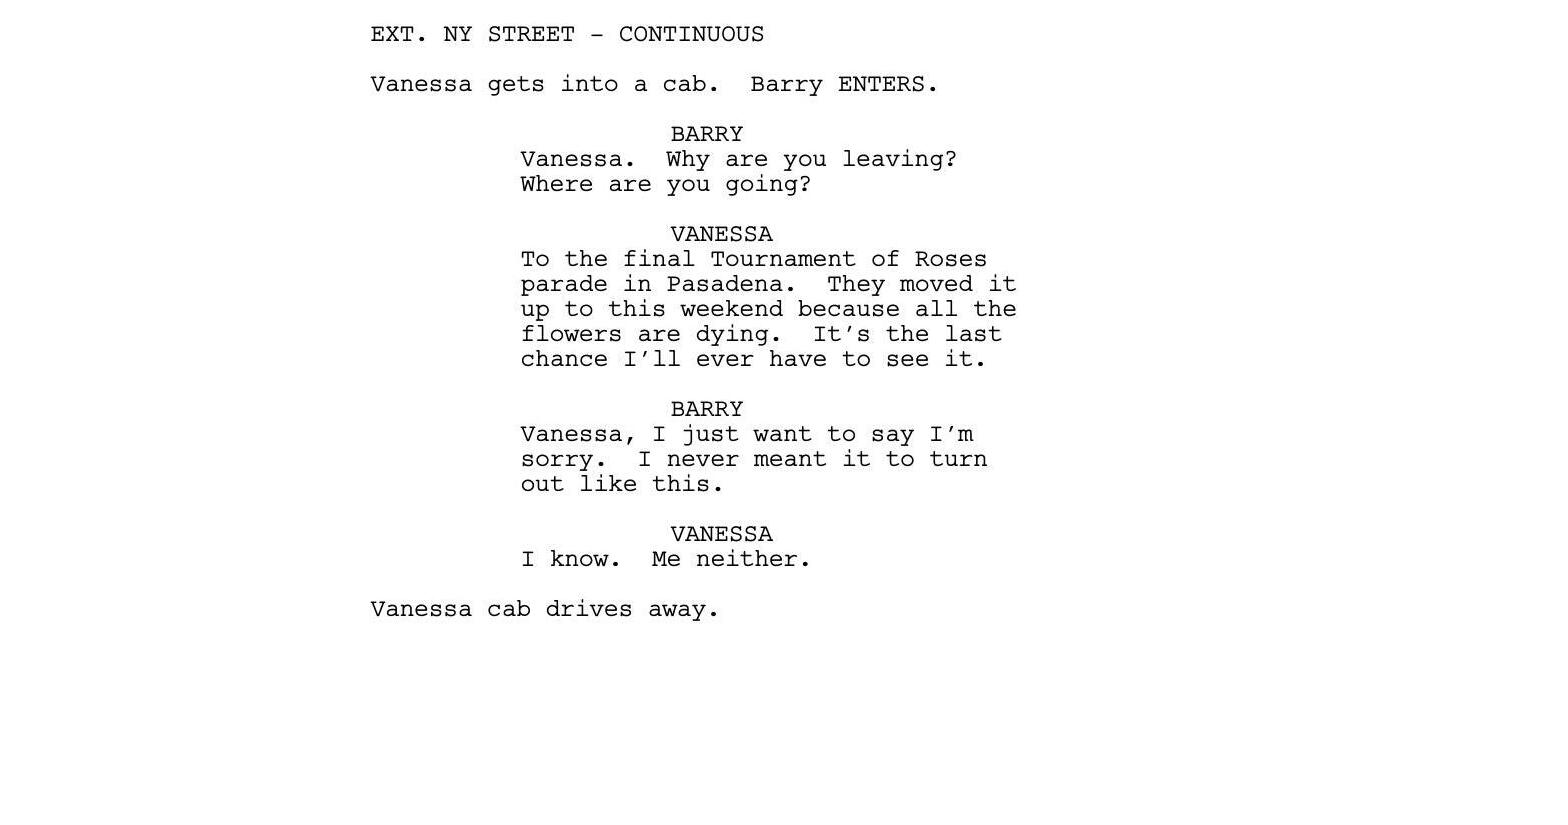 EXT. NY STREET – CONTINUOUS
Vanessa gets into a cab.  Barry ENTERS.
BARRY
Vanessa.  Why are you leaving?
Where are you going?
VANESSA
To the final Tournament of Roses
parade in Pasadena.  They moved it
up to this weekend because all the
flowers are dying.  It’s the last
chance I’ll ever have to see it.
BARRY
Vanessa, I just want to say I’m
sorry.  I never meant it to turn
out like this.
VANESSA
I know.  Me neither.
Vanessa cab drives away.